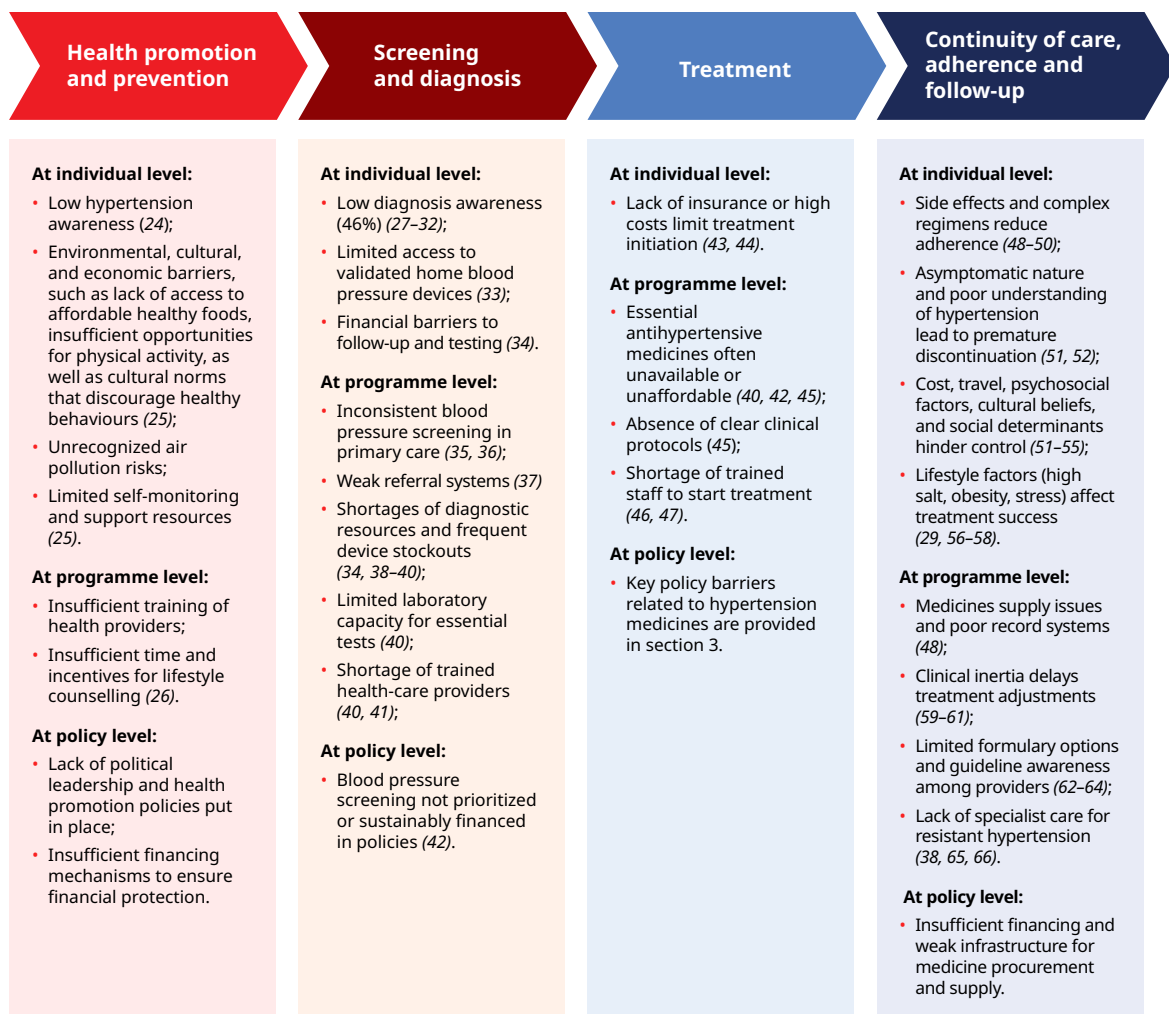 Health promotion
and prevention
Screening
and diagnosis
Treatment
Continuity of care,
adherence and
follow-up
At individual level:
• Low hypertension
awareness (24);
• Environmental, cultural,
and economic barriers,
such as lack of access to
affordable healthy foods,
insufficient opportunities
for physical activity, as
well as cultural norms
that discourage healthy
behaviours (25);
• Unrecognized air
pollution risks;
• Limited self-monitoring
and support resources
(25).
At programme level:
• Insufficient training of
health providers;
• Insufficient time and
incentives for lifestyle
counselling (26).
At policy level:
• Lack of political
leadership and health
promotion policies put
in place;
• Insufficient financing
mechanisms to ensure
financial protection.
At individual level:
• Low diagnosis awareness
(46%) (27–32);
• Limited access to
validated home blood
pressure devices (33);
• Financial barriers to
follow-up and testing (34).
At programme level:
• Inconsistent blood
pressure screening in
primary care (35, 36);
• Weak referral systems (37)
• Shortages of diagnostic
resources and frequent
device stockouts
(34, 38–40);
• Limited laboratory
capacity for essential
tests (40);
• Shortage of trained
health-care providers
(40, 41);
At policy level:
• Blood pressure
screening not prioritized
or sustainably financed
in policies (42).
At individual level:
• Lack of insurance or high
costs limit treatment
initiation (43, 44).
At programme level:
• Essential
antihypertensive
medicines often
unavailable or
unaffordable (40, 42, 45);
• Absence of clear clinical
protocols (45);
• Shortage of trained
staff to start treatment
(46, 47).
At policy level:
• Key policy barriers
related to hypertension
medicines are provided
in section 3.
At individual level:
• Side effects and complex
regimens reduce
adherence (48–50);
• Asymptomatic nature
and poor understanding
of hypertension
lead to premature
discontinuation (51, 52);
• Cost, travel, psychosocial
factors, cultural beliefs,
and social determinants
hinder control (51–55);
• Lifestyle factors (high
salt, obesity, stress) affect
treatment success
(29, 56–58).
At programme level:
• Medicines supply issues
and poor record systems
(48);
• Clinical inertia delays
treatment adjustments
(59–61);
• Limited formulary options
and guideline awareness
among providers (62–64);
• Lack of specialist care for
resistant hypertension
(38, 65, 66).
At policy level:
• Insufficient financing and
weak infrastructure for
medicine procurement
and supply.